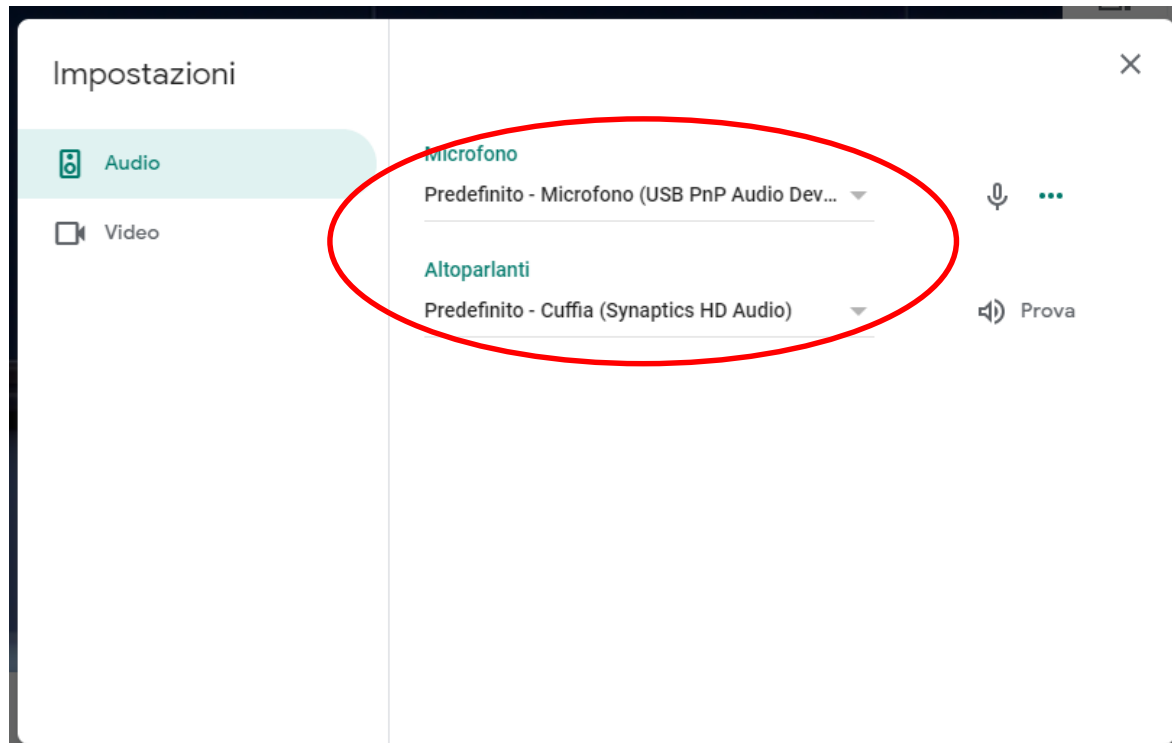 Impostazioni
Audio
Video
Microfono
Predefinito - Microfono (USB PnP Audio Dev...
Altoparlanti
Predefinito - Cuffia (Synaptics HD Audio)
Prova